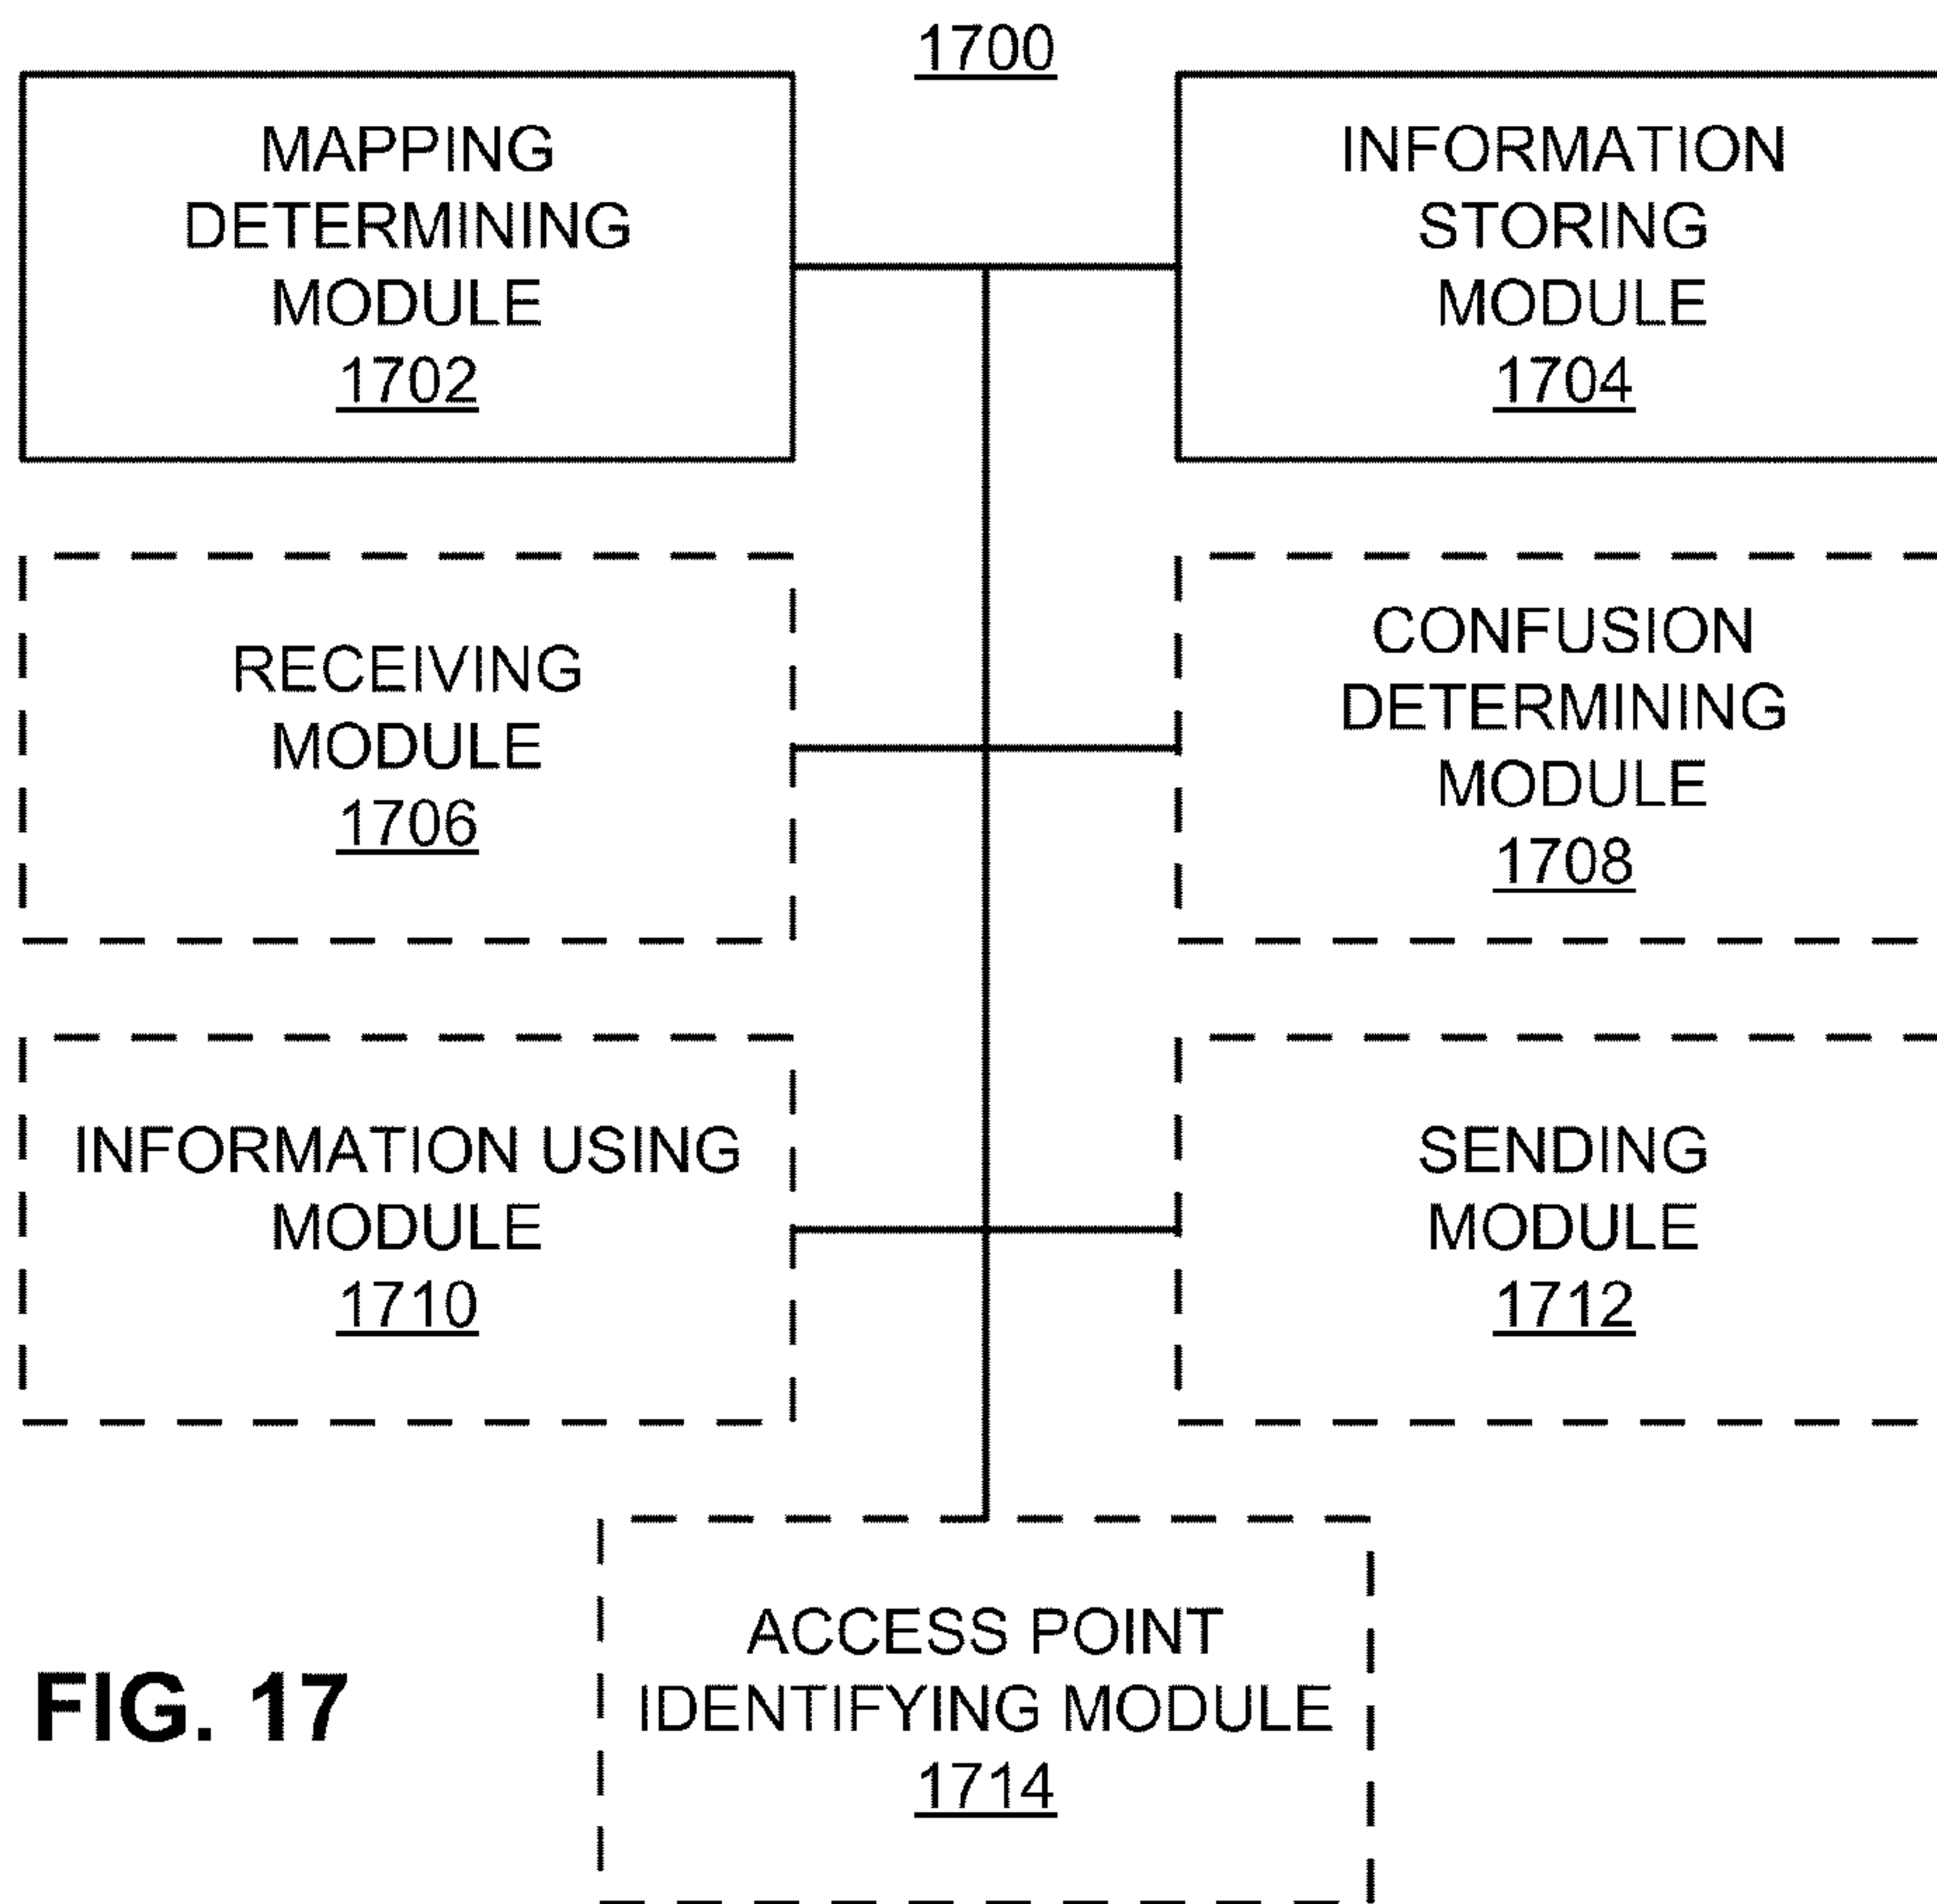 1700
MAPPING
DETERMINING
MODULE
1702
INFORMATION
STORING
MODULE
1704
RECEIVING
MODULE
1706
CONFUSION
DETERMINING
MODULE
1708
INFORMATION USING
MODULE
1710
SENDING
MODULE
1712
ACCESS POINT
IDENTIFYING MODULE
1714
FIG. 17